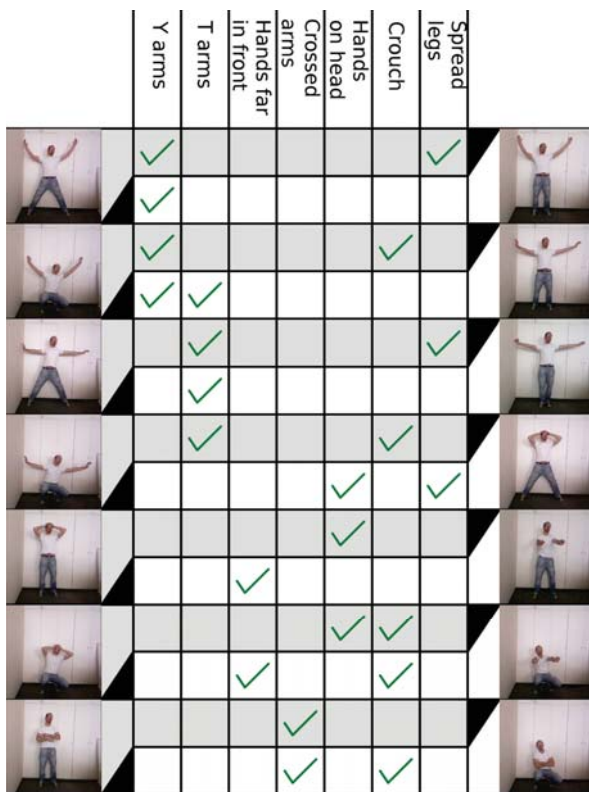 Y arms
T arms
Hands far
in front
Crossed
arms
Hands
on head
Crouch
Spread
legs